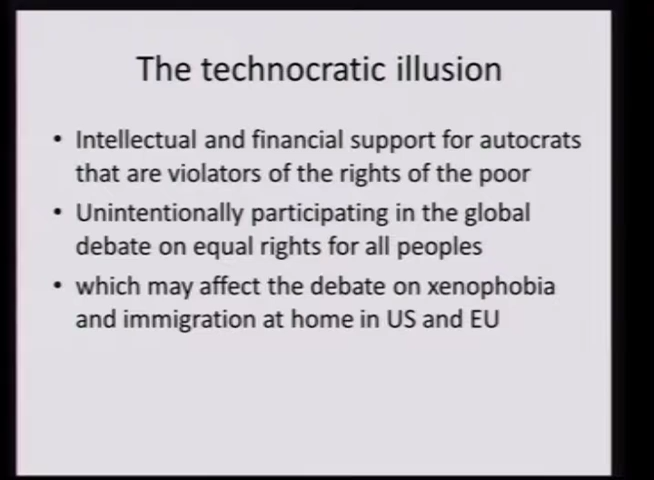 The technocratic illusion
• Intellectual and financial support for autocrats
that are violators of the rights of the poor
• Unintentionally participating in the global
debate on equal rights for all peoples
• which may affect the debate on xenophobia
and immigration at home in US and EU